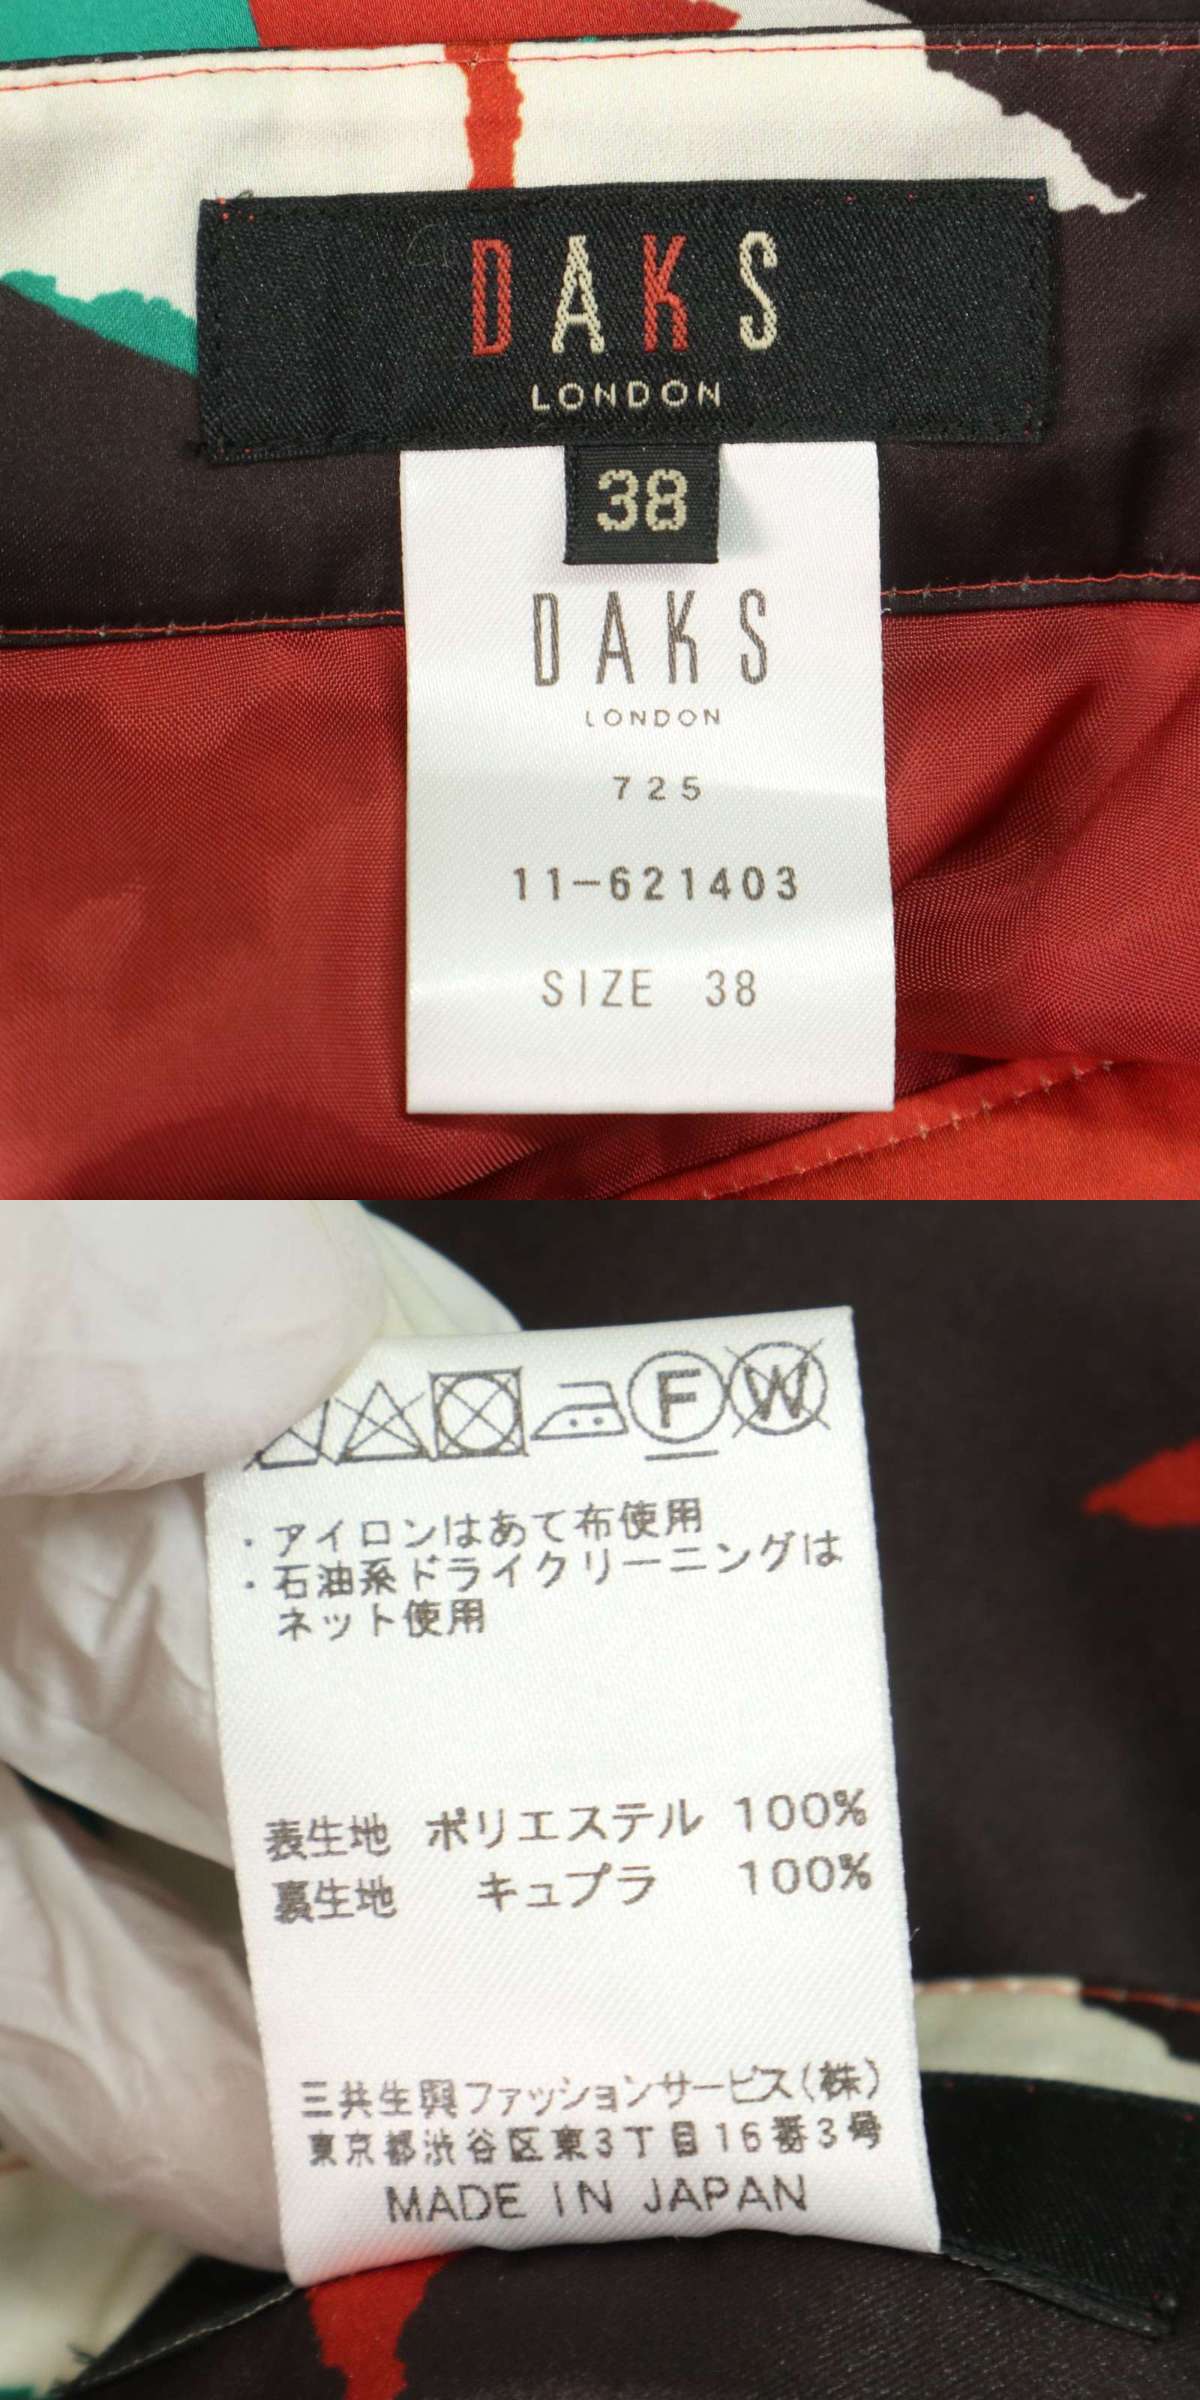 DAKS
LONDON
38
DAKS
LONDON
725
11-621403
SIZE 38
F W
・アイロンはあて布使用
・石油系ドライクリーニングは
ネット使用
表生地 ポリエステル 100%
裏生地 キュプラ 100%
三共生興ファッションサービス(株)
東京都渋谷区東3丁目16番3号
MADE IN JAPAN